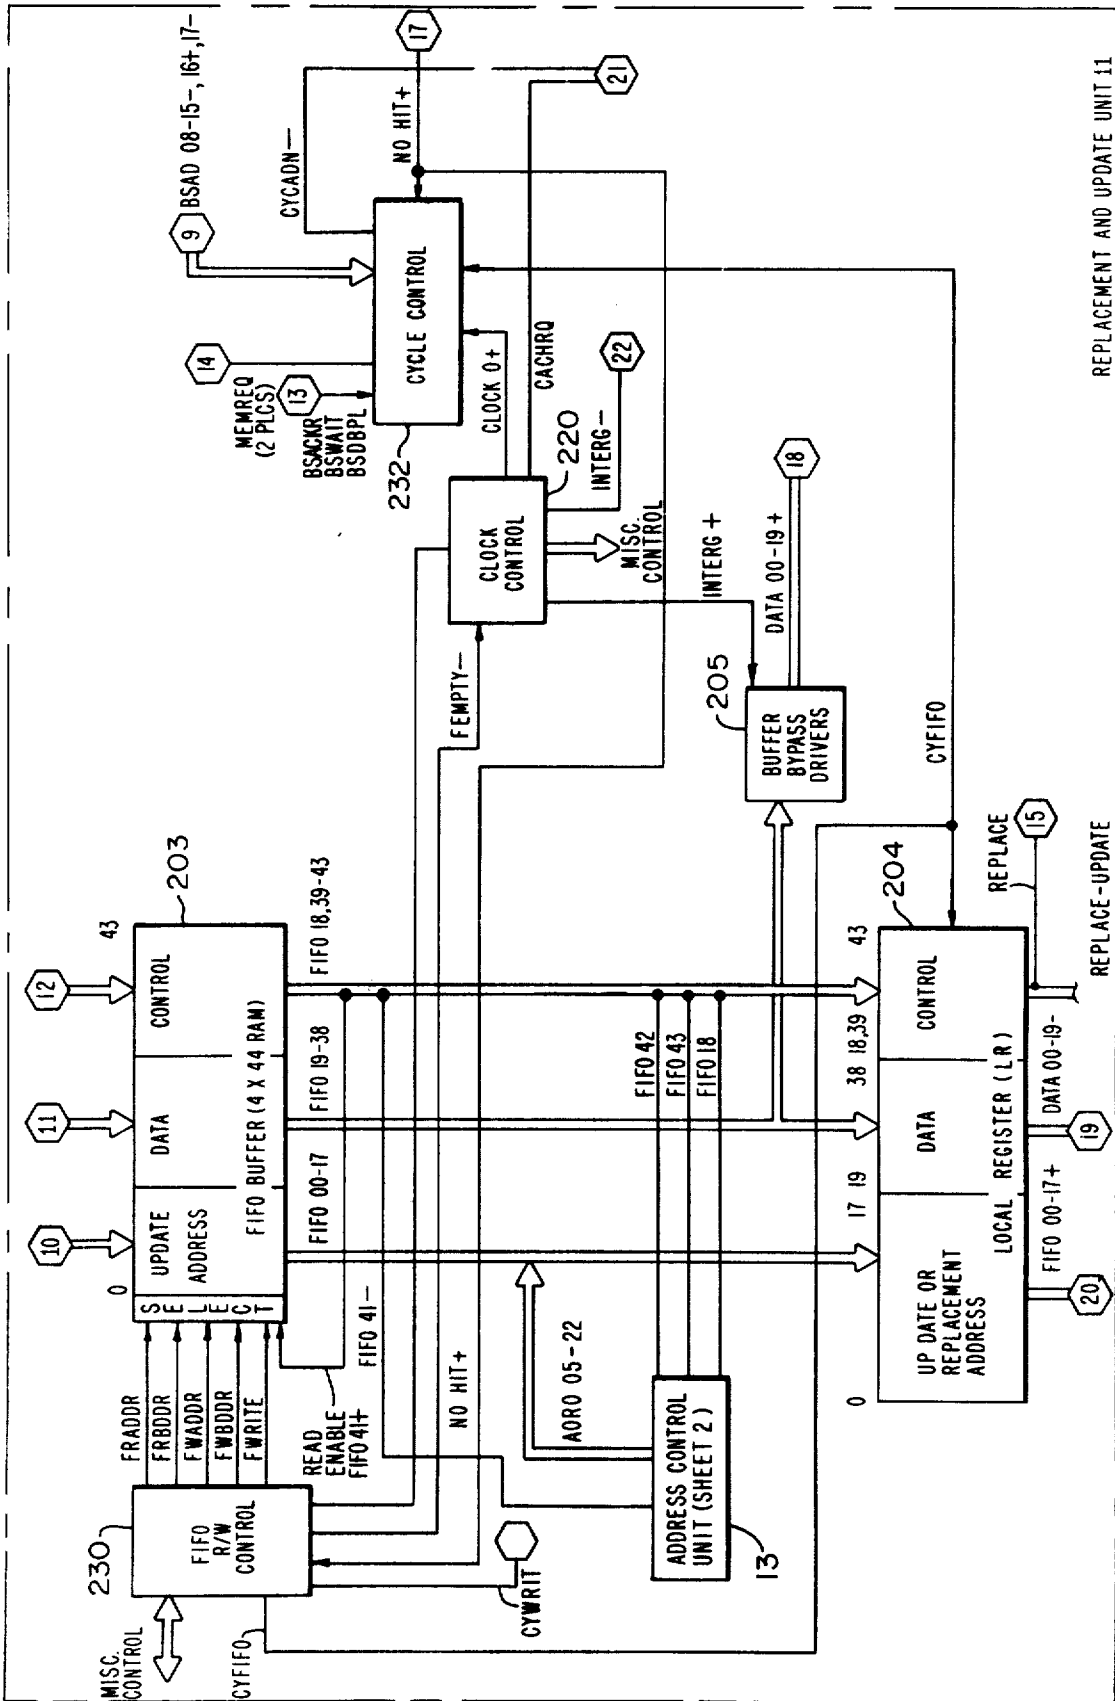 MISC.
CONTROL
230
FIFO
R/W
CONTROL
CYFIFO
FRADDR
FRBDDR
FWADDR
FWBDDR
FWRITE
READ
ENABLE
FIFO 41+
CYWRIT
NO HIT+
FIFO 41-
10
11
12
0
43
203
SELECT
UPDATE
ADDRESS
DATA
CONTROL
FIFO BUFFER (4 X 44 RAM)
FIFO 00-17
FIFO 19-38
FIFO 18,39-43
FEMPTY-
MEMREQ
(2 PLCS)
14
13
BSACKR
BSWAIT
BSDBPL
9
BSAD 08-15-, 16+, 17-
CYCADN-
232
CYCLE CONTROL
NO HIT+
17
CLOCK 0+
CACHRQ
21
CLOCK
CONTROL
220
INTERG-
22
MISC.
CONTROL
INTERG+
205
BUFFER
BYPASS
DRIVERS
DATA 00-19+
18
ADDRESS CONTROL
UNIT (SHEET 2)
13
AORO 05-22
FIFO 42
FIFO 43
FIFO 18
CYFIFO
0
17 19
38 18,39
43
204
UP DATE OR
REPLACEMENT
ADDRESS
DATA
CONTROL
LOCAL REGISTER (LR)
FIFO 00-17+
20
DATA 00-19-
19
REPLACE
15
REPLACE-UPDATE
REPLACEMENT AND UPDATE UNIT 11